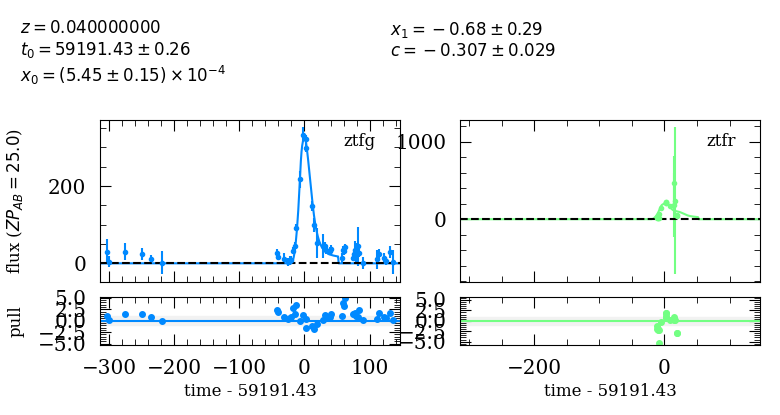 z = 0.040000000
t₀ = 59191.43 ± 0.26
x₀ = (5.45 ± 0.15) × 10⁻⁴
x₁ = −0.68 ± 0.29
c = −0.307 ± 0.029
flux (ZP_AB = 25.0)
200
0
ztfg
1000
0
ztfr
pull
5.0
2.5
0.0
−2.5
−5.0
5.0
2.5
0.0
−2.5
−5.0
−300 −200 −100 0 100
−200 0
time - 59191.43
time - 59191.43